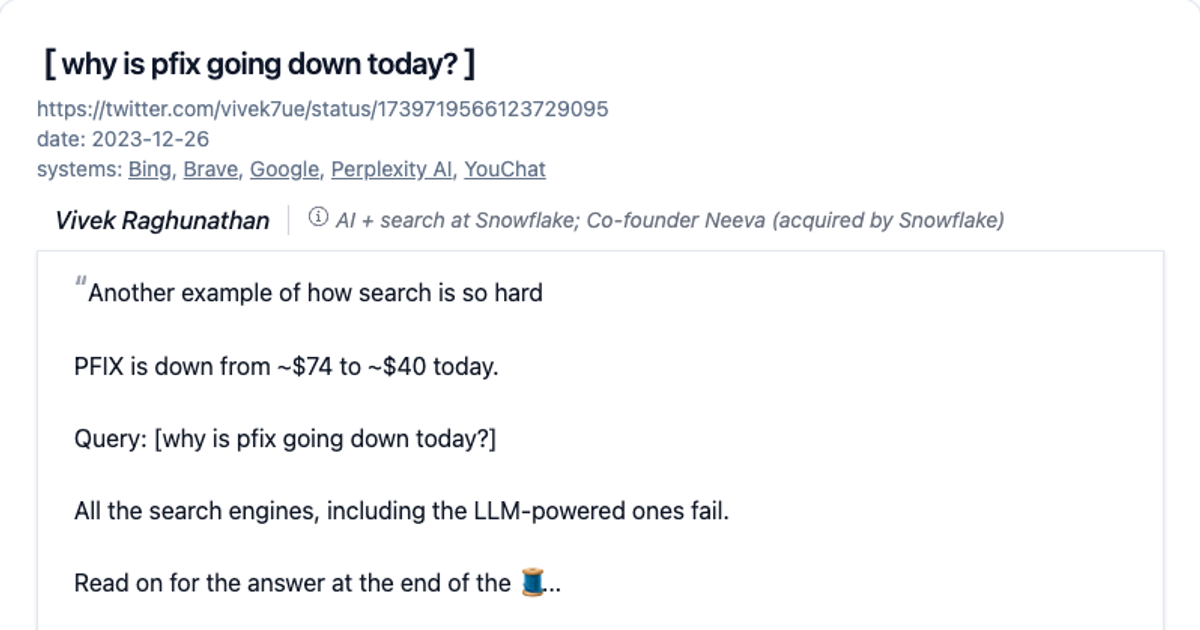 [ why is pfix going down today? ]
https://twitter.com/vivek7ue/status/1739719566123729095
date: 2023-12-26
systems: Bing, Brave, Google, Perplexity AI, YouChat
Vivek Raghunathan ⓘ AI + search at Snowflake; Co-founder Neeva (acquired by Snowflake)
"Another example of how search is so hard
PFIX is down from ~$74 to ~$40 today.
Query: [why is pfix going down today?]
All the search engines, including the LLM-powered ones fail.
Read on for the answer at the end of the 🧵...